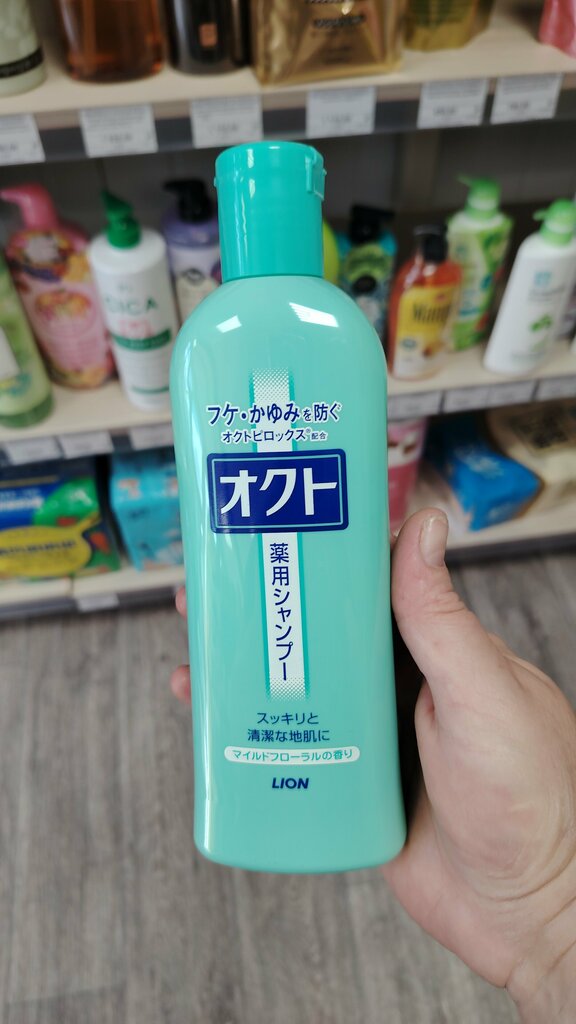 フケ・かゆみを防ぐ
オクトピロックス®配合
オクト
薬用シャンプー
スッキリと
清潔な地肌に
マイルドフローラルの香り
LION
CICA